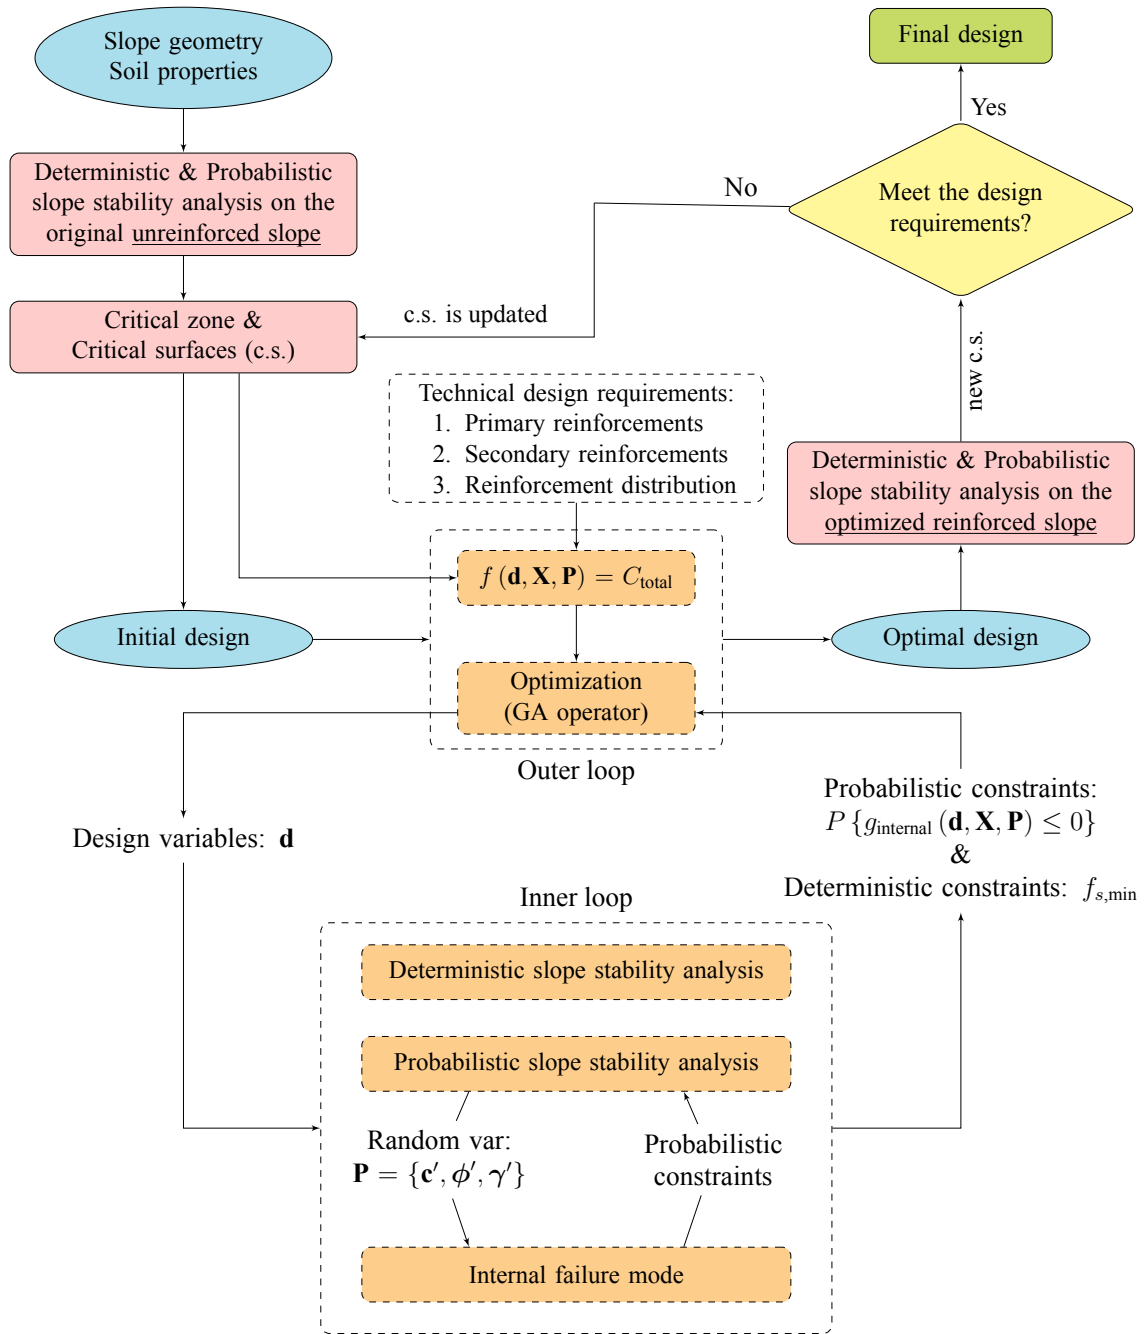 Slope geometry
Soil properties
Final design
Yes
Deterministic & Probabilistic
slope stability analysis on the
original unreinforced slope
No
Meet the design
requirements?
Critical zone &
Critical surfaces (c.s.)
c.s. is updated
new c.s.
Technical design requirements:
1. Primary reinforcements
2. Secondary reinforcements
3. Reinforcement distribution
Deterministic & Probabilistic
slope stability analysis on the
optimized reinforced slope
f (d, X, P) = C_total
Initial design
Optimal design
Optimization
(GA operator)
Outer loop
Design variables: d
Probabilistic constraints:
P {g_internal (d, X, P) ≤ 0}
&
Deterministic constraints: f_s,min
Inner loop
Deterministic slope stability analysis
Probabilistic slope stability analysis
Random var:
P = {c′, ϕ′, γ′}
Probabilistic
constraints
Internal failure mode